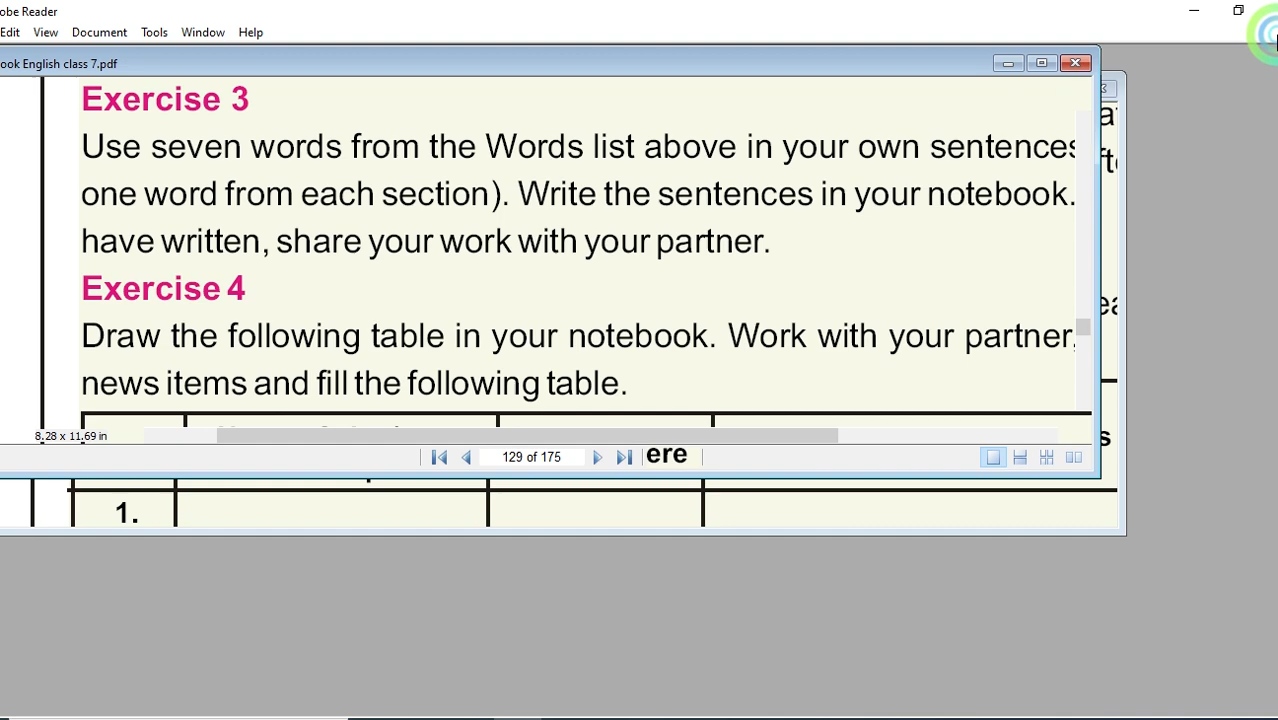 obe Reader
Edit View Document Tools Window Help
ook English class 7.pdf
Exercise 3
Use seven words from the Words list above in your own sentences
one word from each section). Write the sentences in your notebook.
have written, share your work with your partner.
Exercise 4
Draw the following table in your notebook. Work with your partner,
news items and fill the following table.
8.28 x 11.69 in
129 of 175
ere
1.